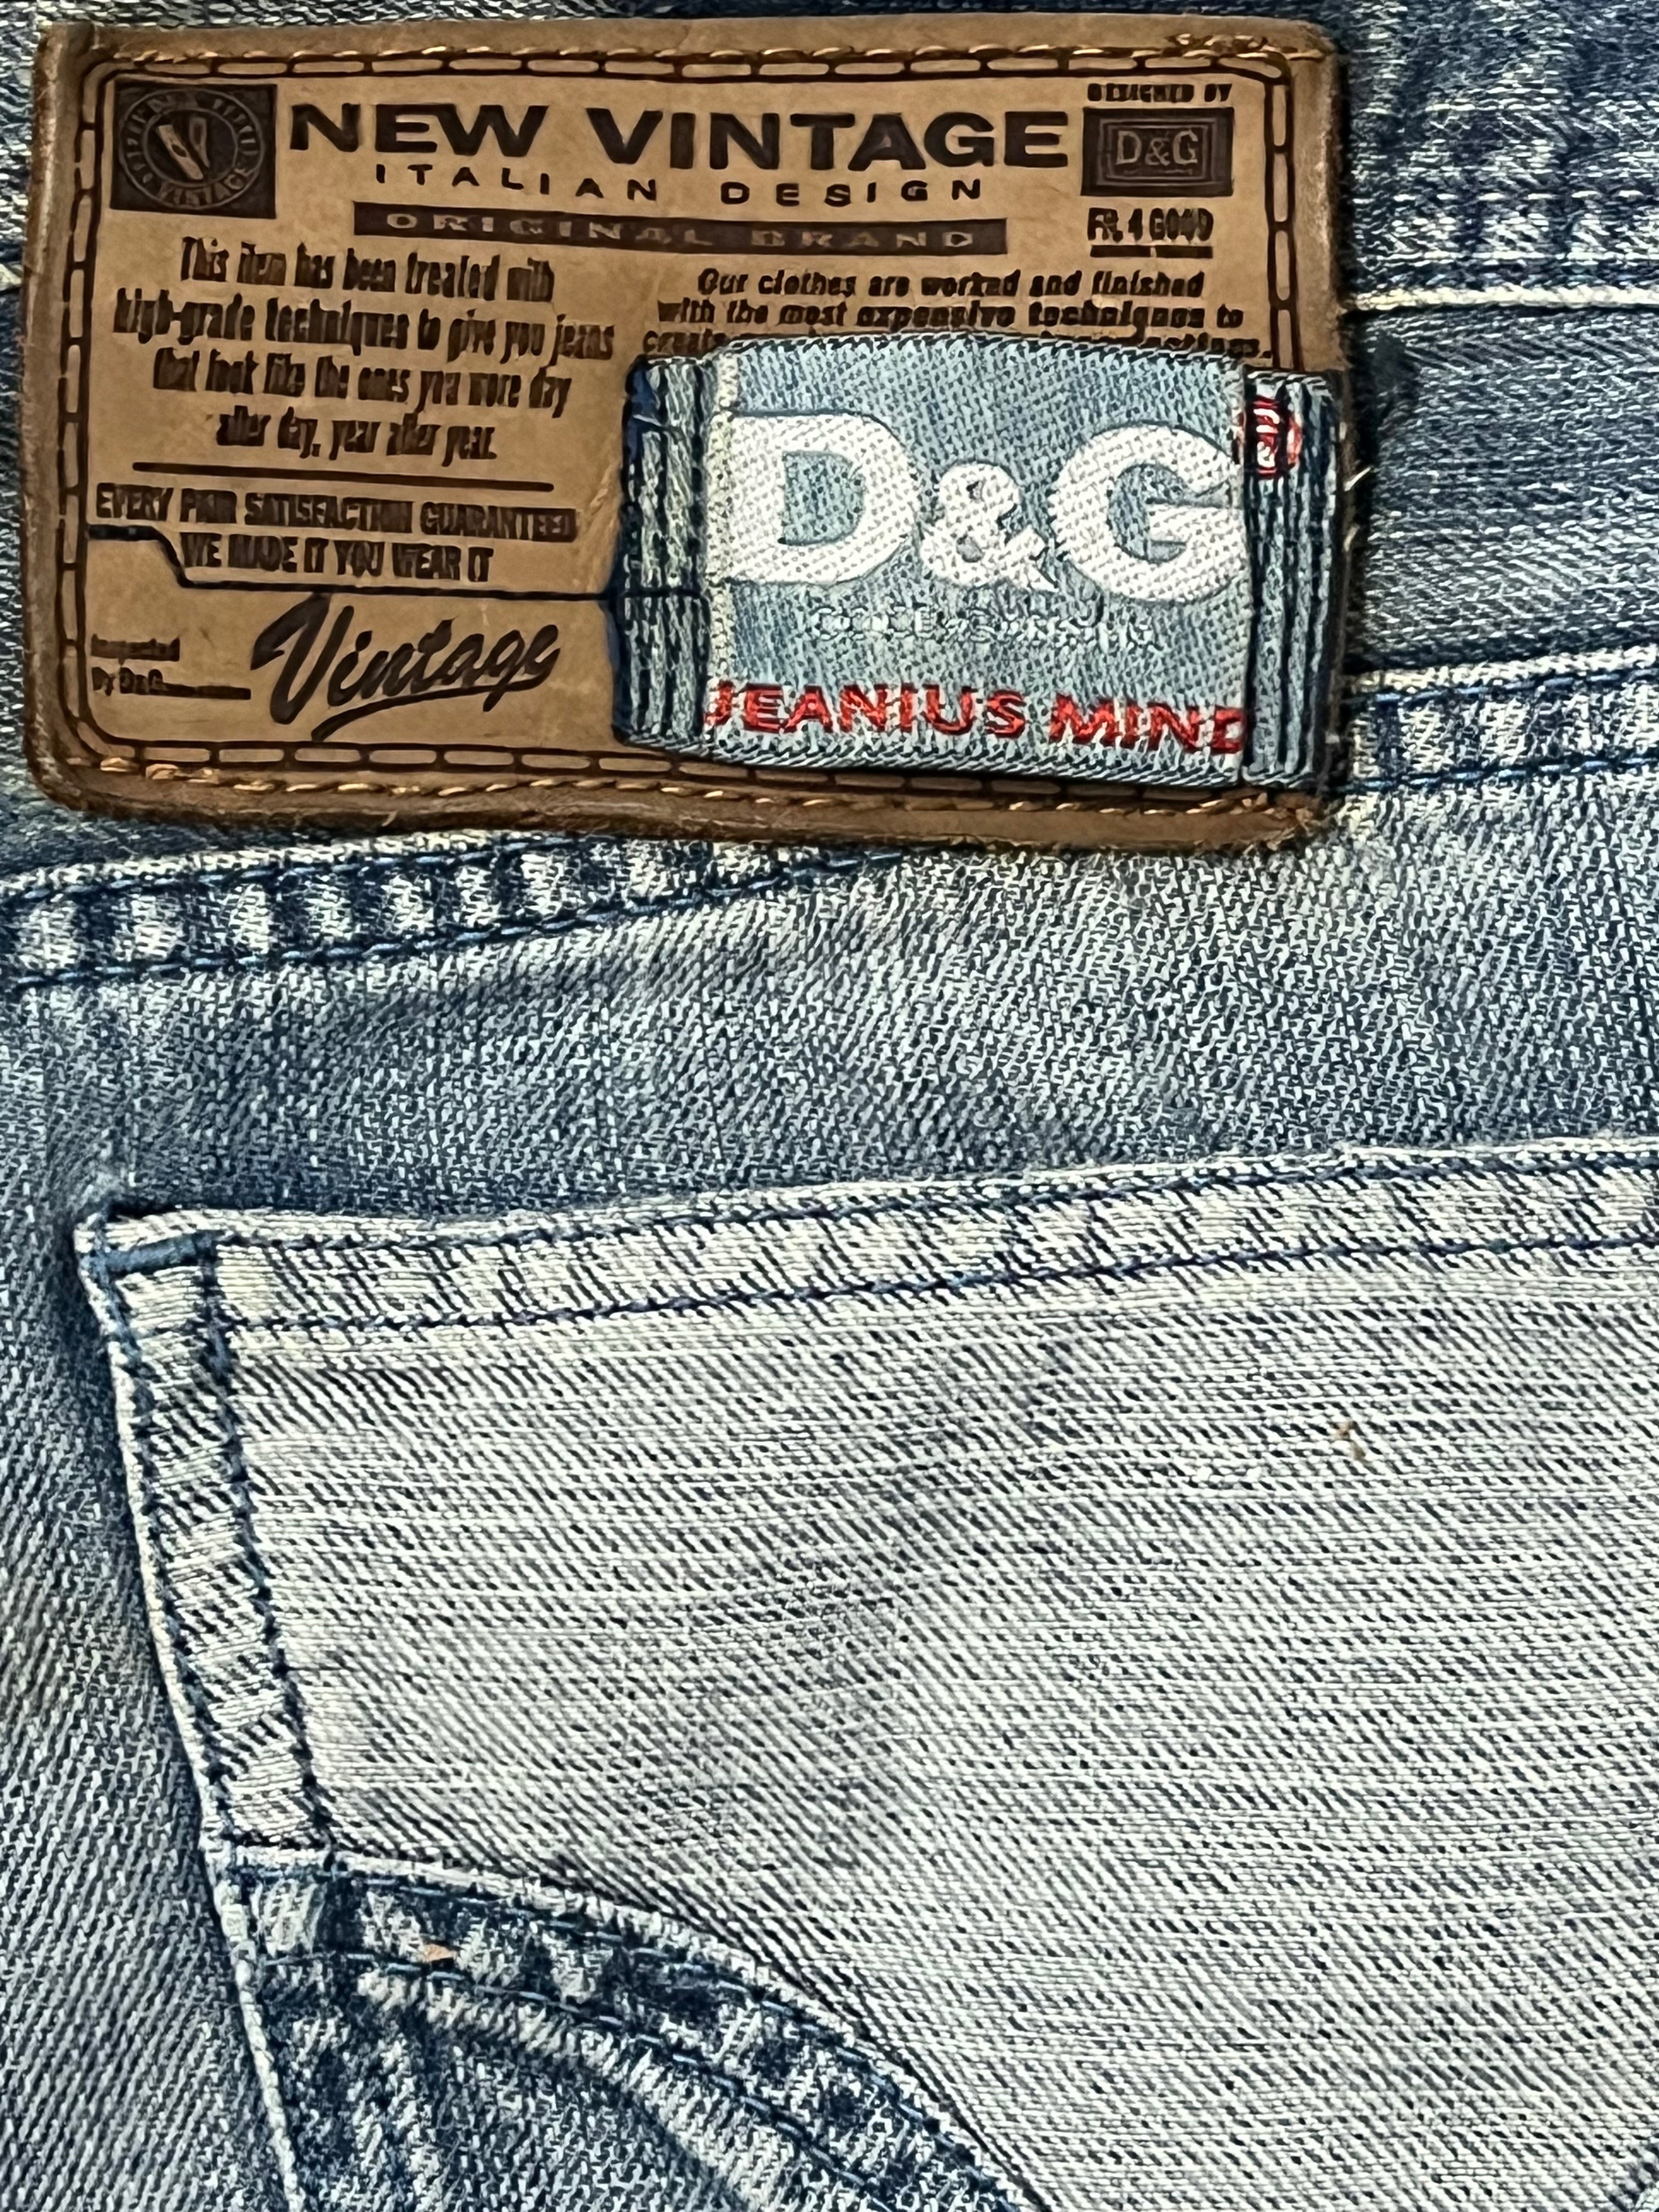 NEW VINTAGE
ITALIAN DESIGN
ORIGINAL BRAND
DESIGNED BY
D&G
FR. 4 GOOD
This item has been treated with
high-grade techniques to give you jeans
that look like the ones you wore day
after day, year after year.
EVERY PAIR SATISFACTION GUARANTEED
WE MADE IT YOU WEAR IT
Inspected
By
Vintage
Our clothes are worked and finished
with the most expensive techniques to
D&G
JEANIUS MIND